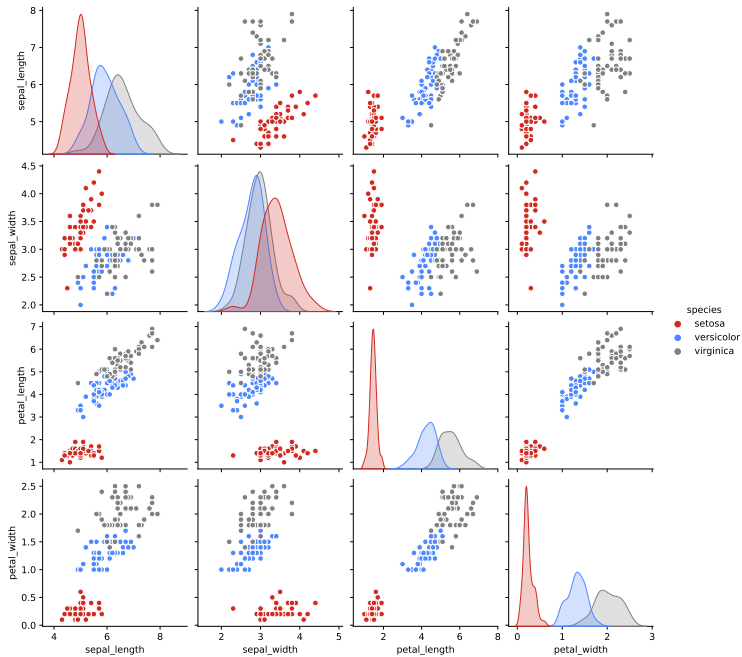 8
7
6
5
sepal_length
4.5
4.0
3.5
3.0
2.5
2.0
sepal_width
species
setosa
versicolor
virginica
7
6
5
4
3
2
1
petal_length
2.5
2.0
1.5
1.0
0.5
0.0
petal_width
4 6 8
2 3 4 5
2 4 6 8
0 1 2 3
sepal_length sepal_width petal_length petal_width